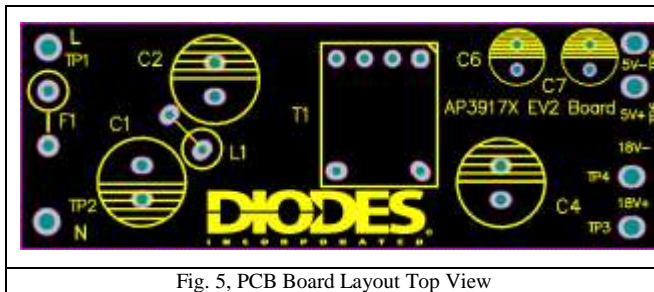 L
TP1
C2
C6
5V-
C7
F1
C1
T1
AP3917X EV2 Board
5V+
L1
18V-
TP4
TP2
C4
18V+
N
DIODES
INCORPORATED
TP3
Fig. 5, PCB Board Layout Top View